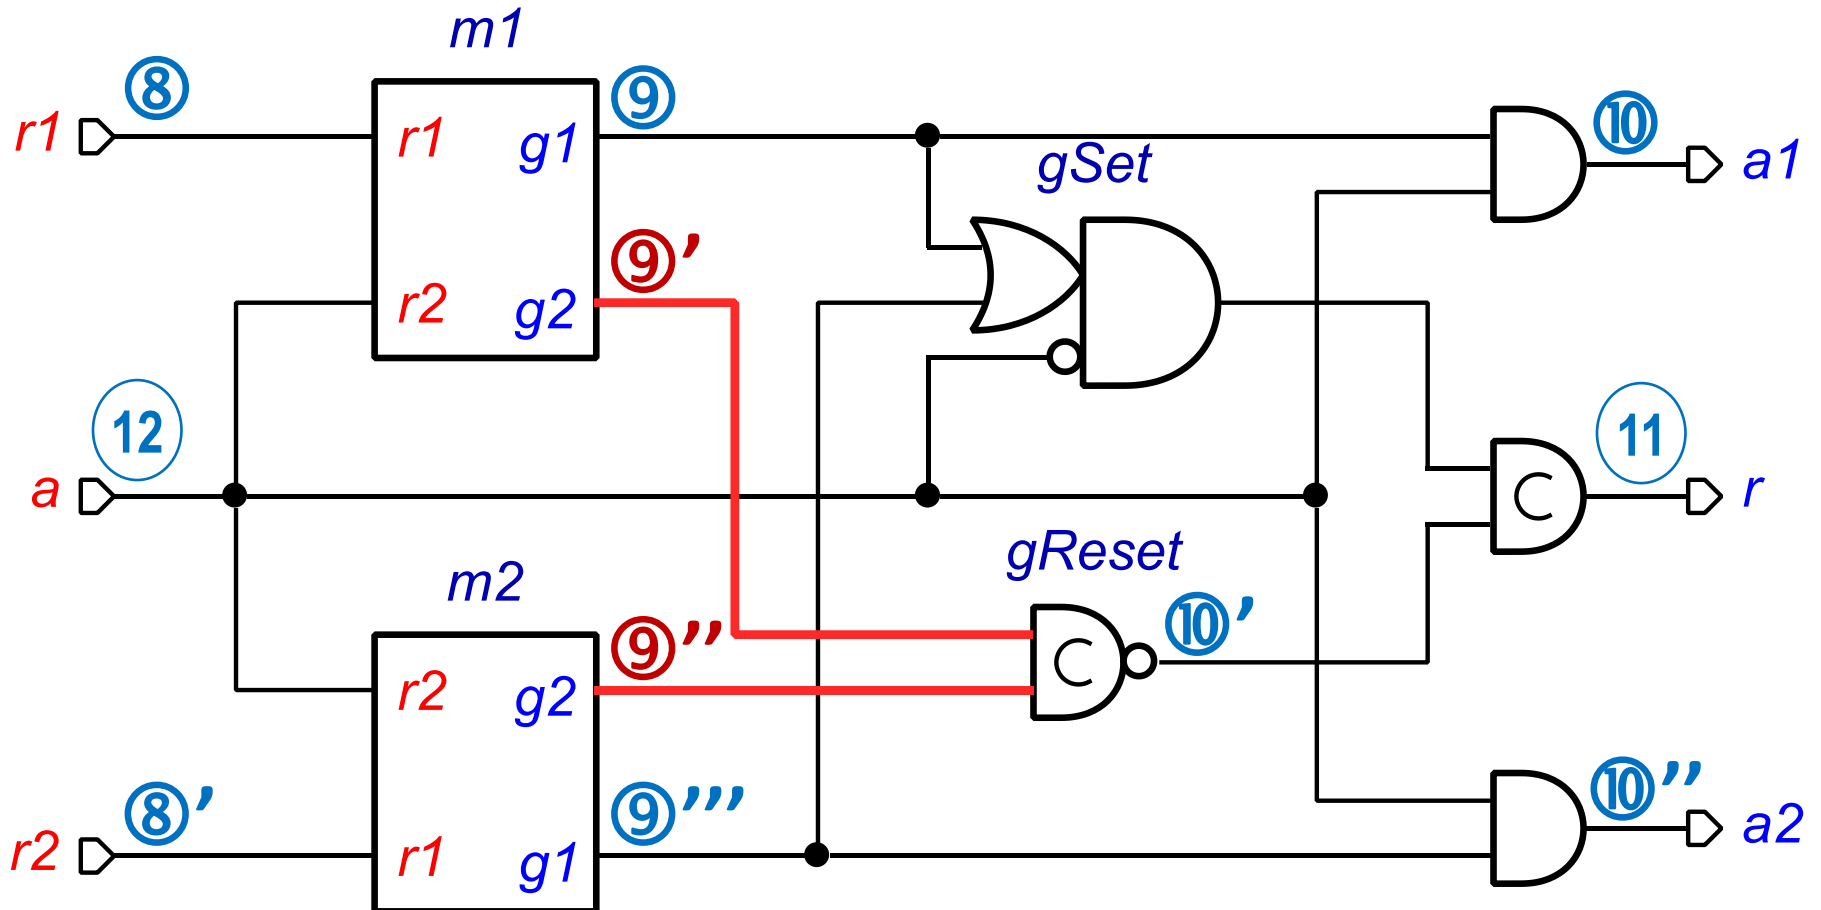 m1
r1 ⑧ r1 g1 ⑨ ⑩ a1
gSet
r2 g2 ⑨’
a 12 11 r
C
gReset
m2
r2 g2 ⑨’’ C ⑩’
r2 ⑧’ r1 g1 ⑨’’’ ⑩’’ a2